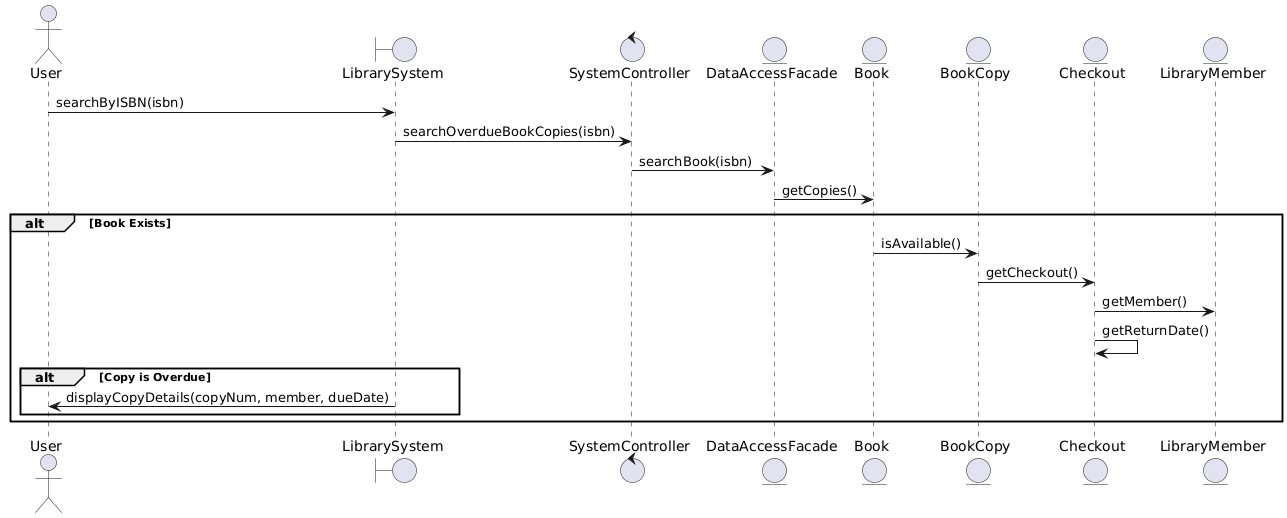 User
LibrarySystem
SystemController
DataAccessFacade
Book
BookCopy
Checkout
LibraryMember
searchByISBN(isbn)
searchOverdueBookCopies(isbn)
searchBook(isbn)
getCopies()
alt [Book Exists]
isAvailable()
getCheckout()
getMember()
getReturnDate()
alt [Copy is Overdue]
displayCopyDetails(copyNum, member, dueDate)
User
LibrarySystem
SystemController
DataAccessFacade
Book
BookCopy
Checkout
LibraryMember